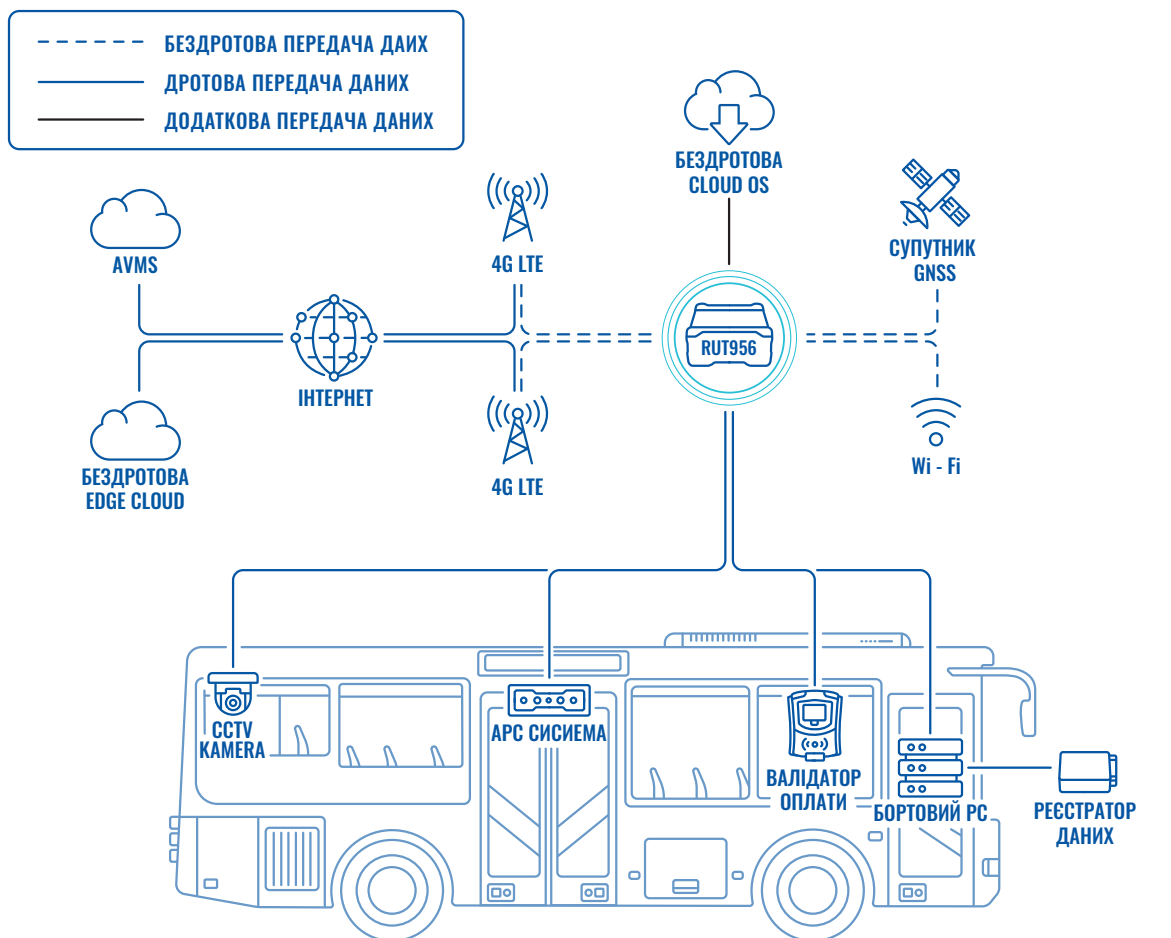 БЕЗДРОТОВА ПЕРЕДАЧА ДАИХ
ДРОТОВА ПЕРЕДАЧА ДАНИХ
ДОДАТКОВА ПЕРЕДАЧА ДАНИХ
БЕЗДРОТОВА
CLOUD OS
AVMS
4G LTE
СУПУТНИК
GNSS
RUT956
ІНТЕРНЕТ
БЕЗДРОТОВА
EDGE CLOUD
4G LTE
Wi - Fi
CCTV
KAMERA
APC СИСИЕМА
ВАЛІДАТОР
ОПЛАТИ
БОРТОВИЙ PC
РЕЄСТРАТОР
ДАНИХ